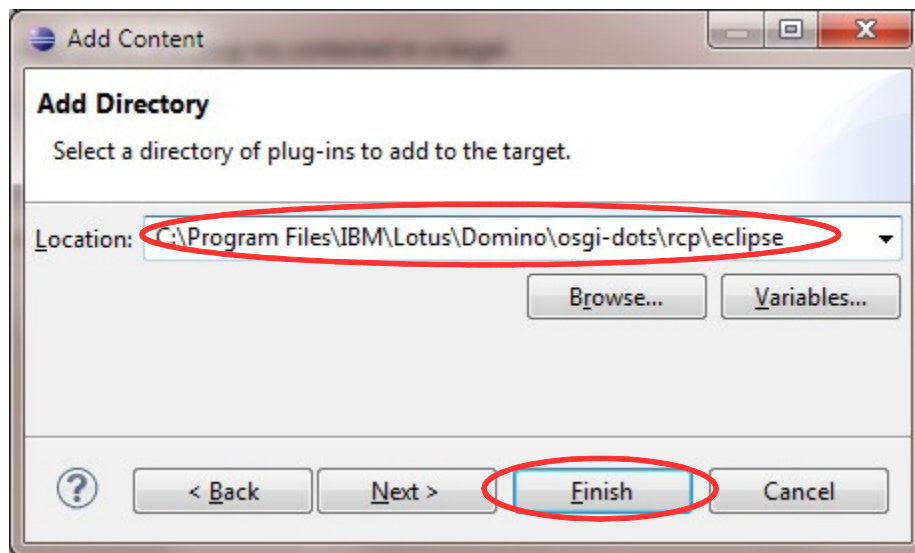 Add Content
Add Directory
Select a directory of plug-ins to add to the target.
Location: C:\Program Files\IBM\Lotus\Domino\osgi-dots\rcp\eclipse
Browse... Variables...
? < Back Next > Finish Cancel